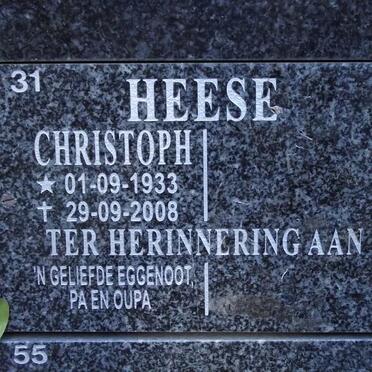 31
HEESE
CHRISTOPH
★ 01-09-1933
✝ 29-09-2008
TER HERINNERING AAN
'N GELIEFDE EGGENOOT,
PA EN OUPA
55